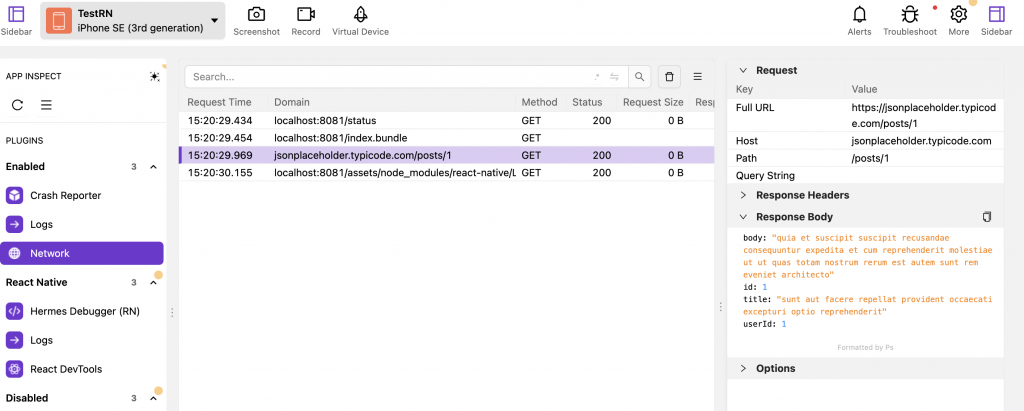 Sidebar
TestRN
iPhone SE (3rd generation)
Screenshot
Record
Virtual Device
Alerts
Troubleshoot
More
Sidebar
APP INSPECT
PLUGINS
Enabled 3
Crash Reporter
Logs
Network
React Native 3
Hermes Debugger (RN)
Logs
React DevTools
Disabled 3
Search...
Request Time Domain Method Status Request Size Resp
15:20:29.434 localhost:8081/status GET 200 0 B
15:20:29.454 localhost:8081/index.bundle GET
15:20:29.969 jsonplaceholder.typicode.com/posts/1 GET 200 0 B
15:20:30.155 localhost:8081/assets/node_modules/react-native/L GET 200 0 B
Request
Key Value
Full URL https://jsonplaceholder.typicod
e.com/posts/1
Host jsonplaceholder.typicode.com
Path /posts/1
Query String
Response Headers
Response Body
body: "quia et suscipit suscipit recusandae
consequuntur expedita et cum reprehenderit molestiae
ut ut quas totam nostrum rerum est autem sunt rem
eveniet architecto"
id: 1
title: "sunt aut facere repellat provident occaecati
excepturi optio reprehenderit"
userId: 1
Formatted by Ps
Options